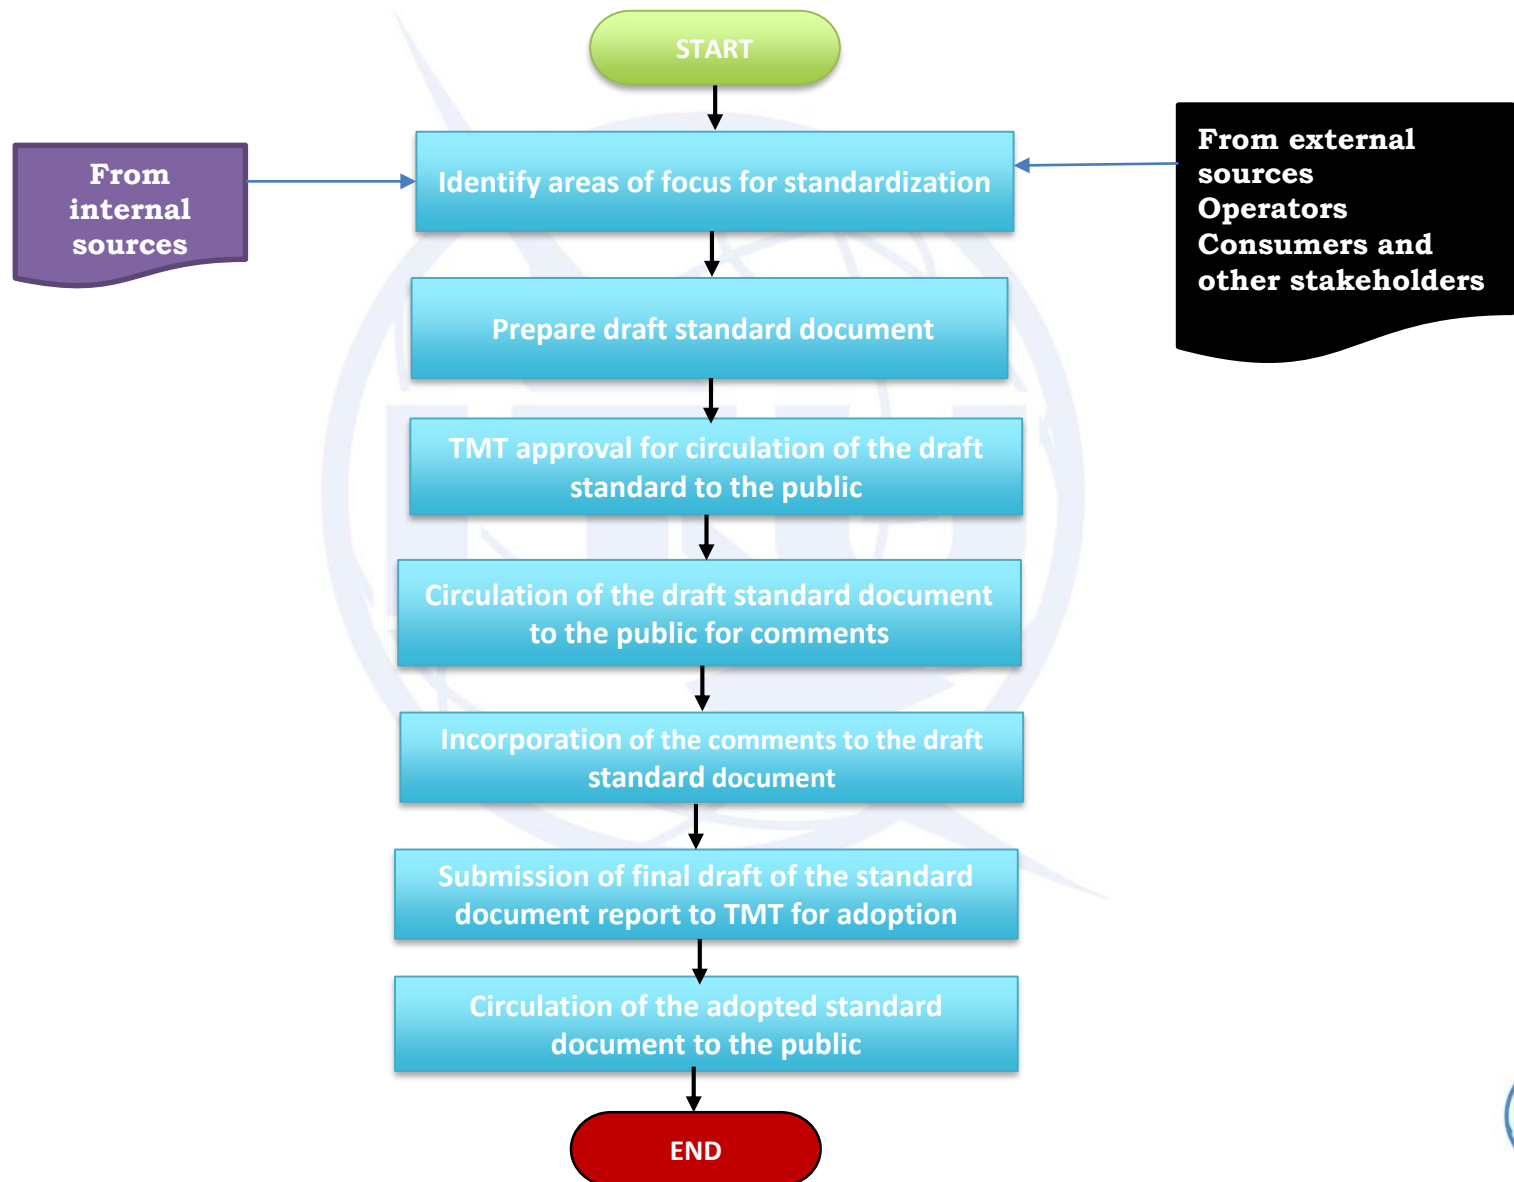 START
From
internal
sources
Identify areas of focus for standardization
From external
sources
Operators
Consumers and
other stakeholders
Prepare draft standard document
TMT approval for circulation of the draft
standard to the public
Circulation of the draft standard document
to the public for comments
Incorporation of the comments to the draft
standard document
Submission of final draft of the standard
document report to TMT for adoption
Circulation of the adopted standard
document to the public
END
ITU